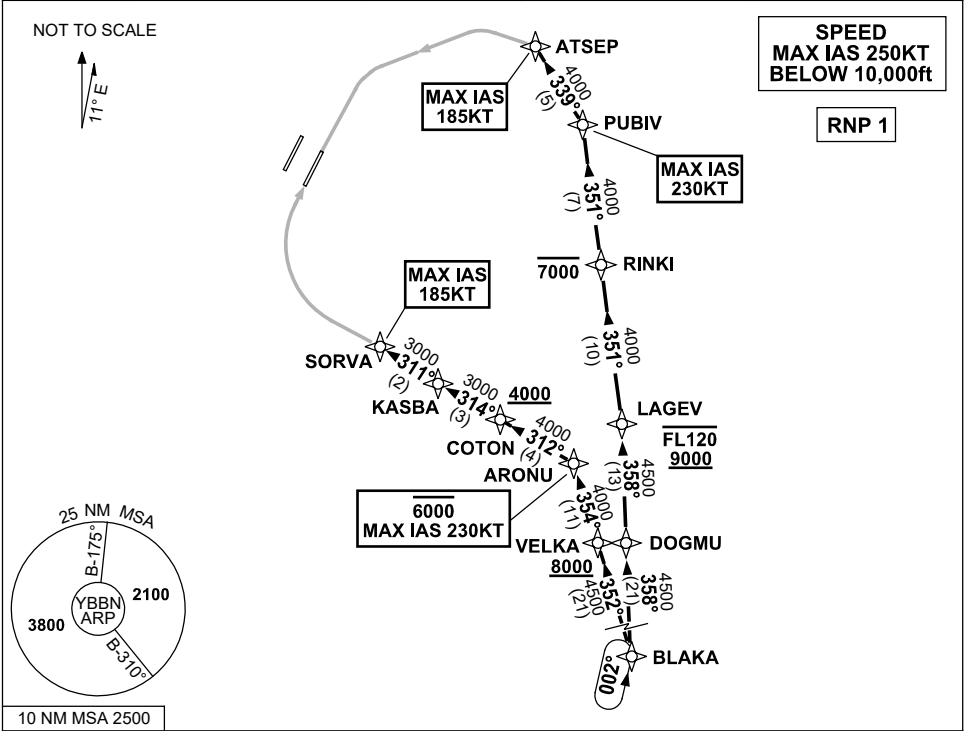 NOT TO SCALE
11° E
SPEED
MAX IAS 250KT
BELOW 10,000ft
RNP 1
ATSEP
MAX IAS
185KT
4000
339°
(5)
PUBIV
MAX IAS
230KT
4000
351°
(7)
7000
RINKI
MAX IAS
185KT
4000
351°
(10)
SORVA
3000
311°
(2)
KASBA
3000
314°
(3)
4000
COTON
4000
312°
(4)
ARONU
LAGEV
FL120
9000
4500
358°
(13)
6000
MAX IAS 230KT
4000
354°
(11)
VELKA
8000
DOGMU
4500
352°
(21)
4500
358°
(21)
BLAKA
002°
25 NM MSA
B-175°
YBBN
ARP
2100
3800
B-310°
10 NM MSA 2500